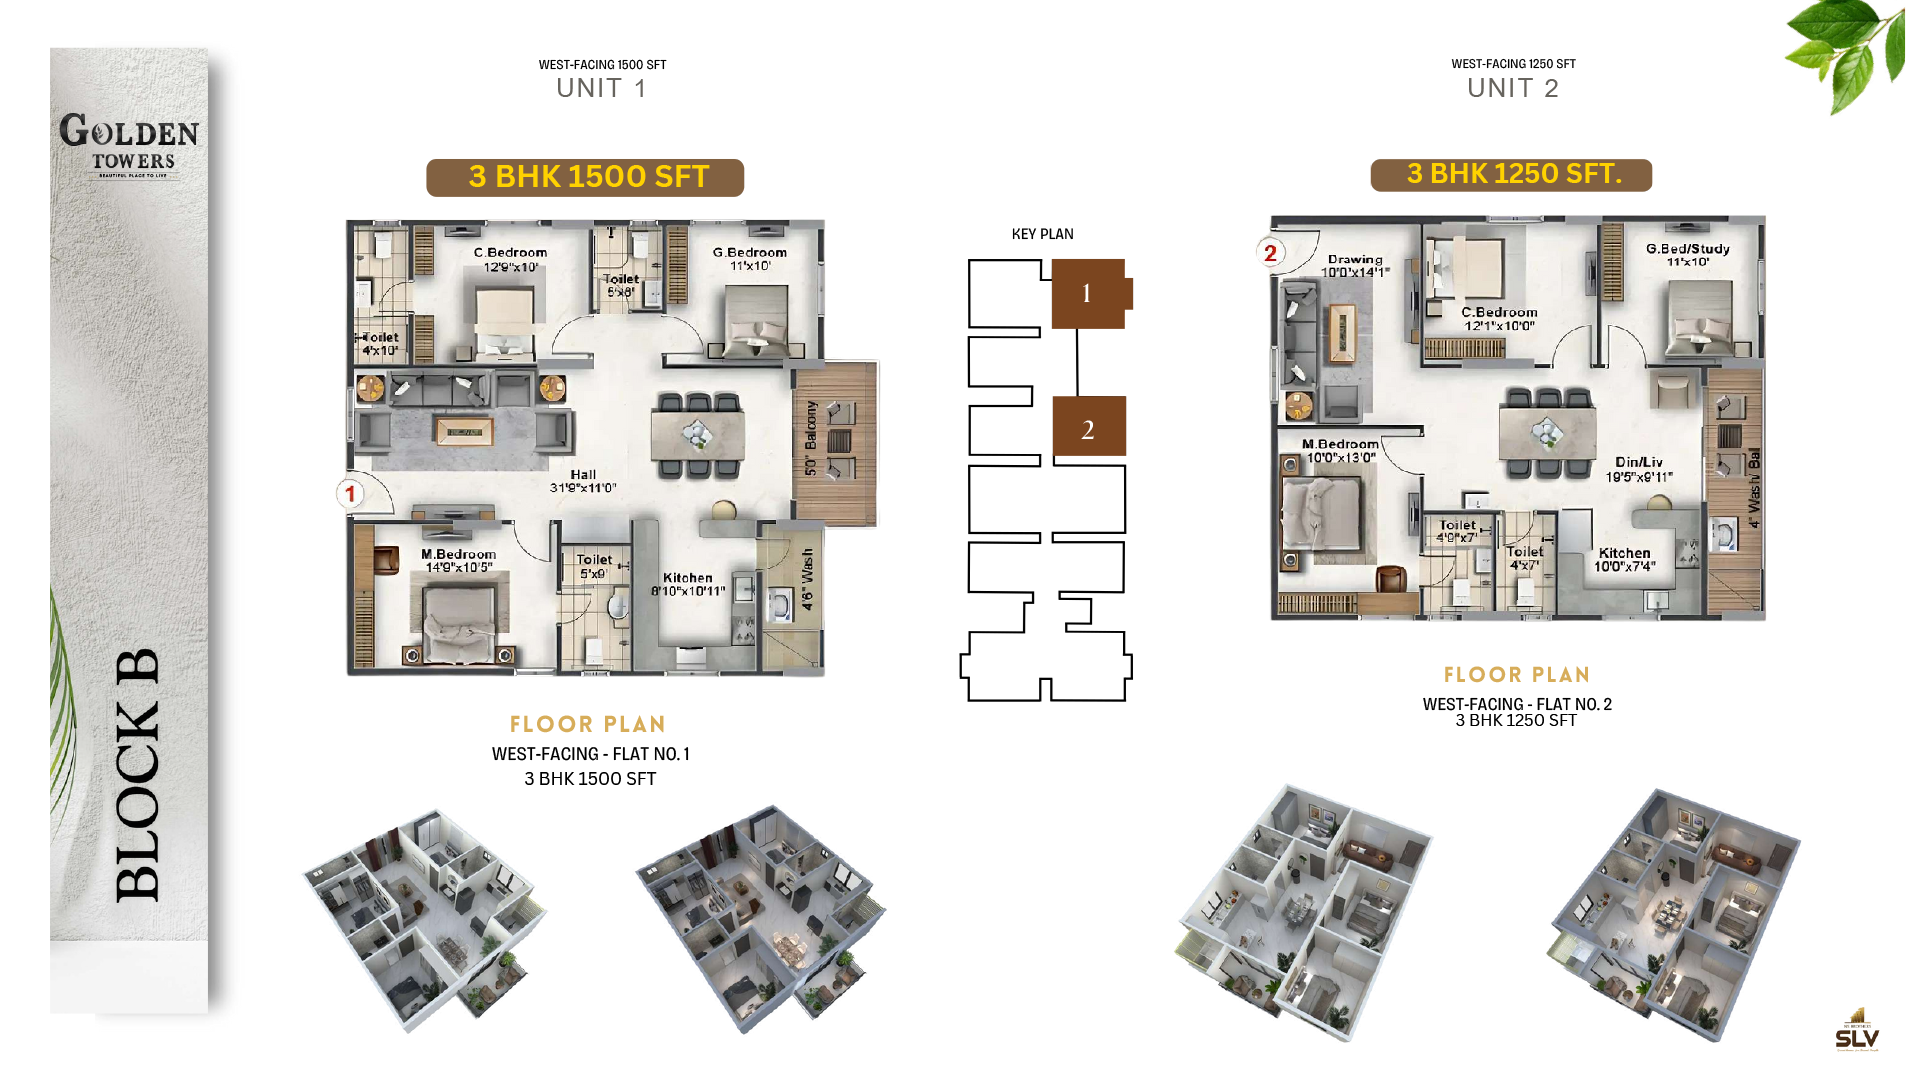 GOLDEN
TOWERS
BEAUTIFUL PLACE TO LIVE
BLOCK B
WEST-FACING 1500 SFT
UNIT 1
3 BHK 1500 SFT
C.Bedroom
12'9"x10'
Toilet
5'x8'
G.Bedroom
11'x10'
Toilet
4'x10'
5'0" Balcony
Hall
31'9"x11'0"
1
M.Bedroom
14'9"x10'5"
Toilet
5'x9'
Kitchen
8'10"x10'11"
4'6" Wash
FLOOR PLAN
WEST-FACING - FLAT NO. 1
3 BHK 1500 SFT
KEY PLAN
1
2
WEST-FACING 1250 SFT
UNIT 2
3 BHK 1250 SFT.
2
Drawing
10'0"x14'1"
C.Bedroom
12'1"x10'0"
G.Bed/Study
11'x10'
M.Bedroom
10'0"x13'0"
Din/Liv
19'5"x9'11"
4" Wash/ Bal
Toilet
4'9"x7'
Toilet
4'x7'
Kitchen
10'0"x7'4"
FLOOR PLAN
WEST-FACING - FLAT NO. 2
3 BHK 1250 SFT
SLV